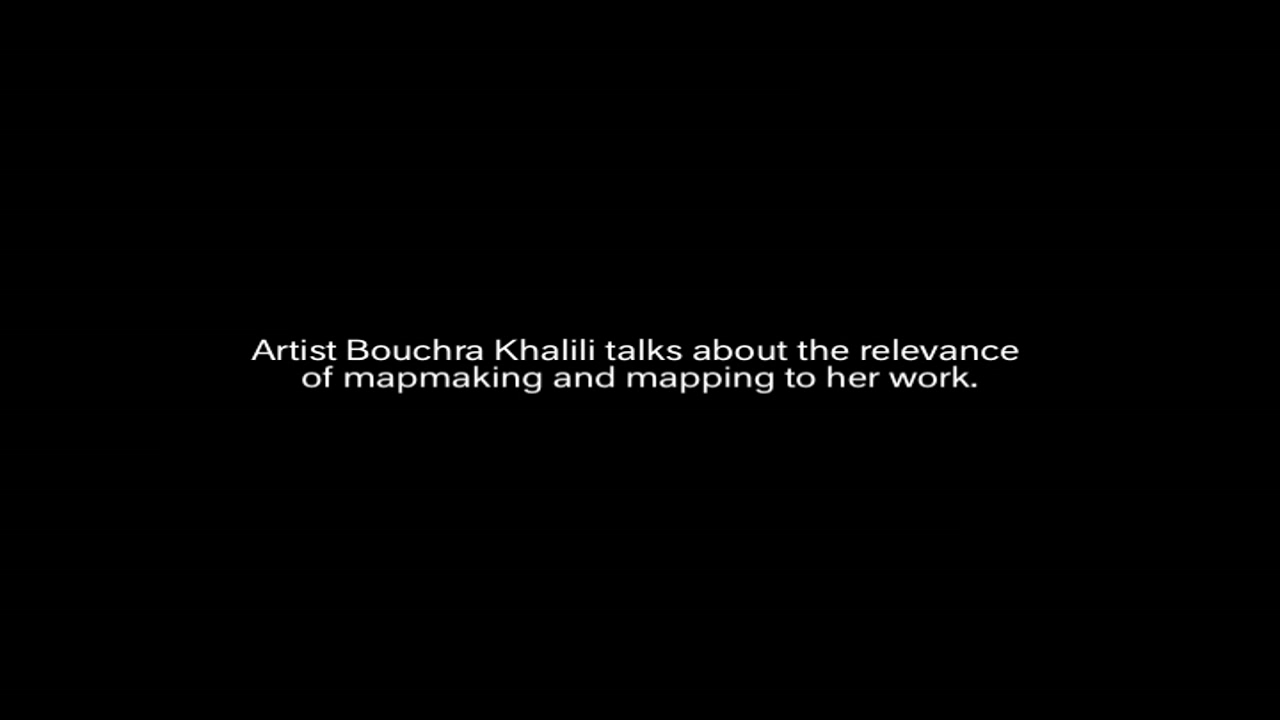 Artist Bouchra Khalili talks about the relevance
of mapmaking and mapping to her work.